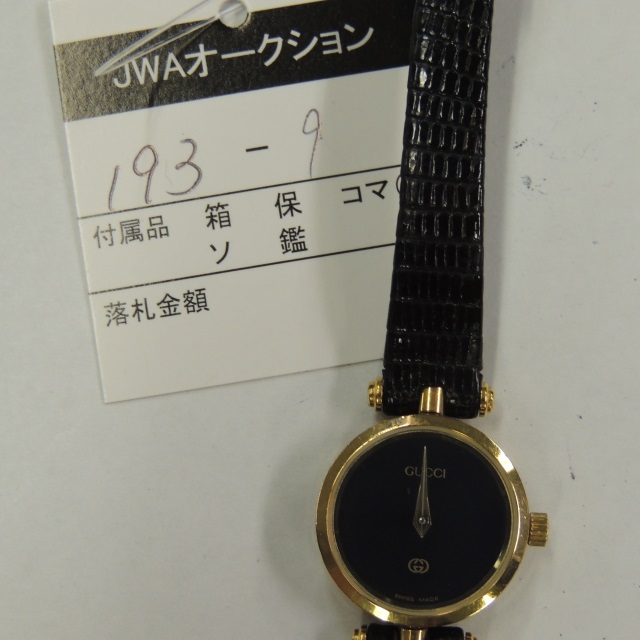 JWAオークション
193 - 9
付属品 箱 保 コマ(
ソ 鑑
落札金額
GUCCI